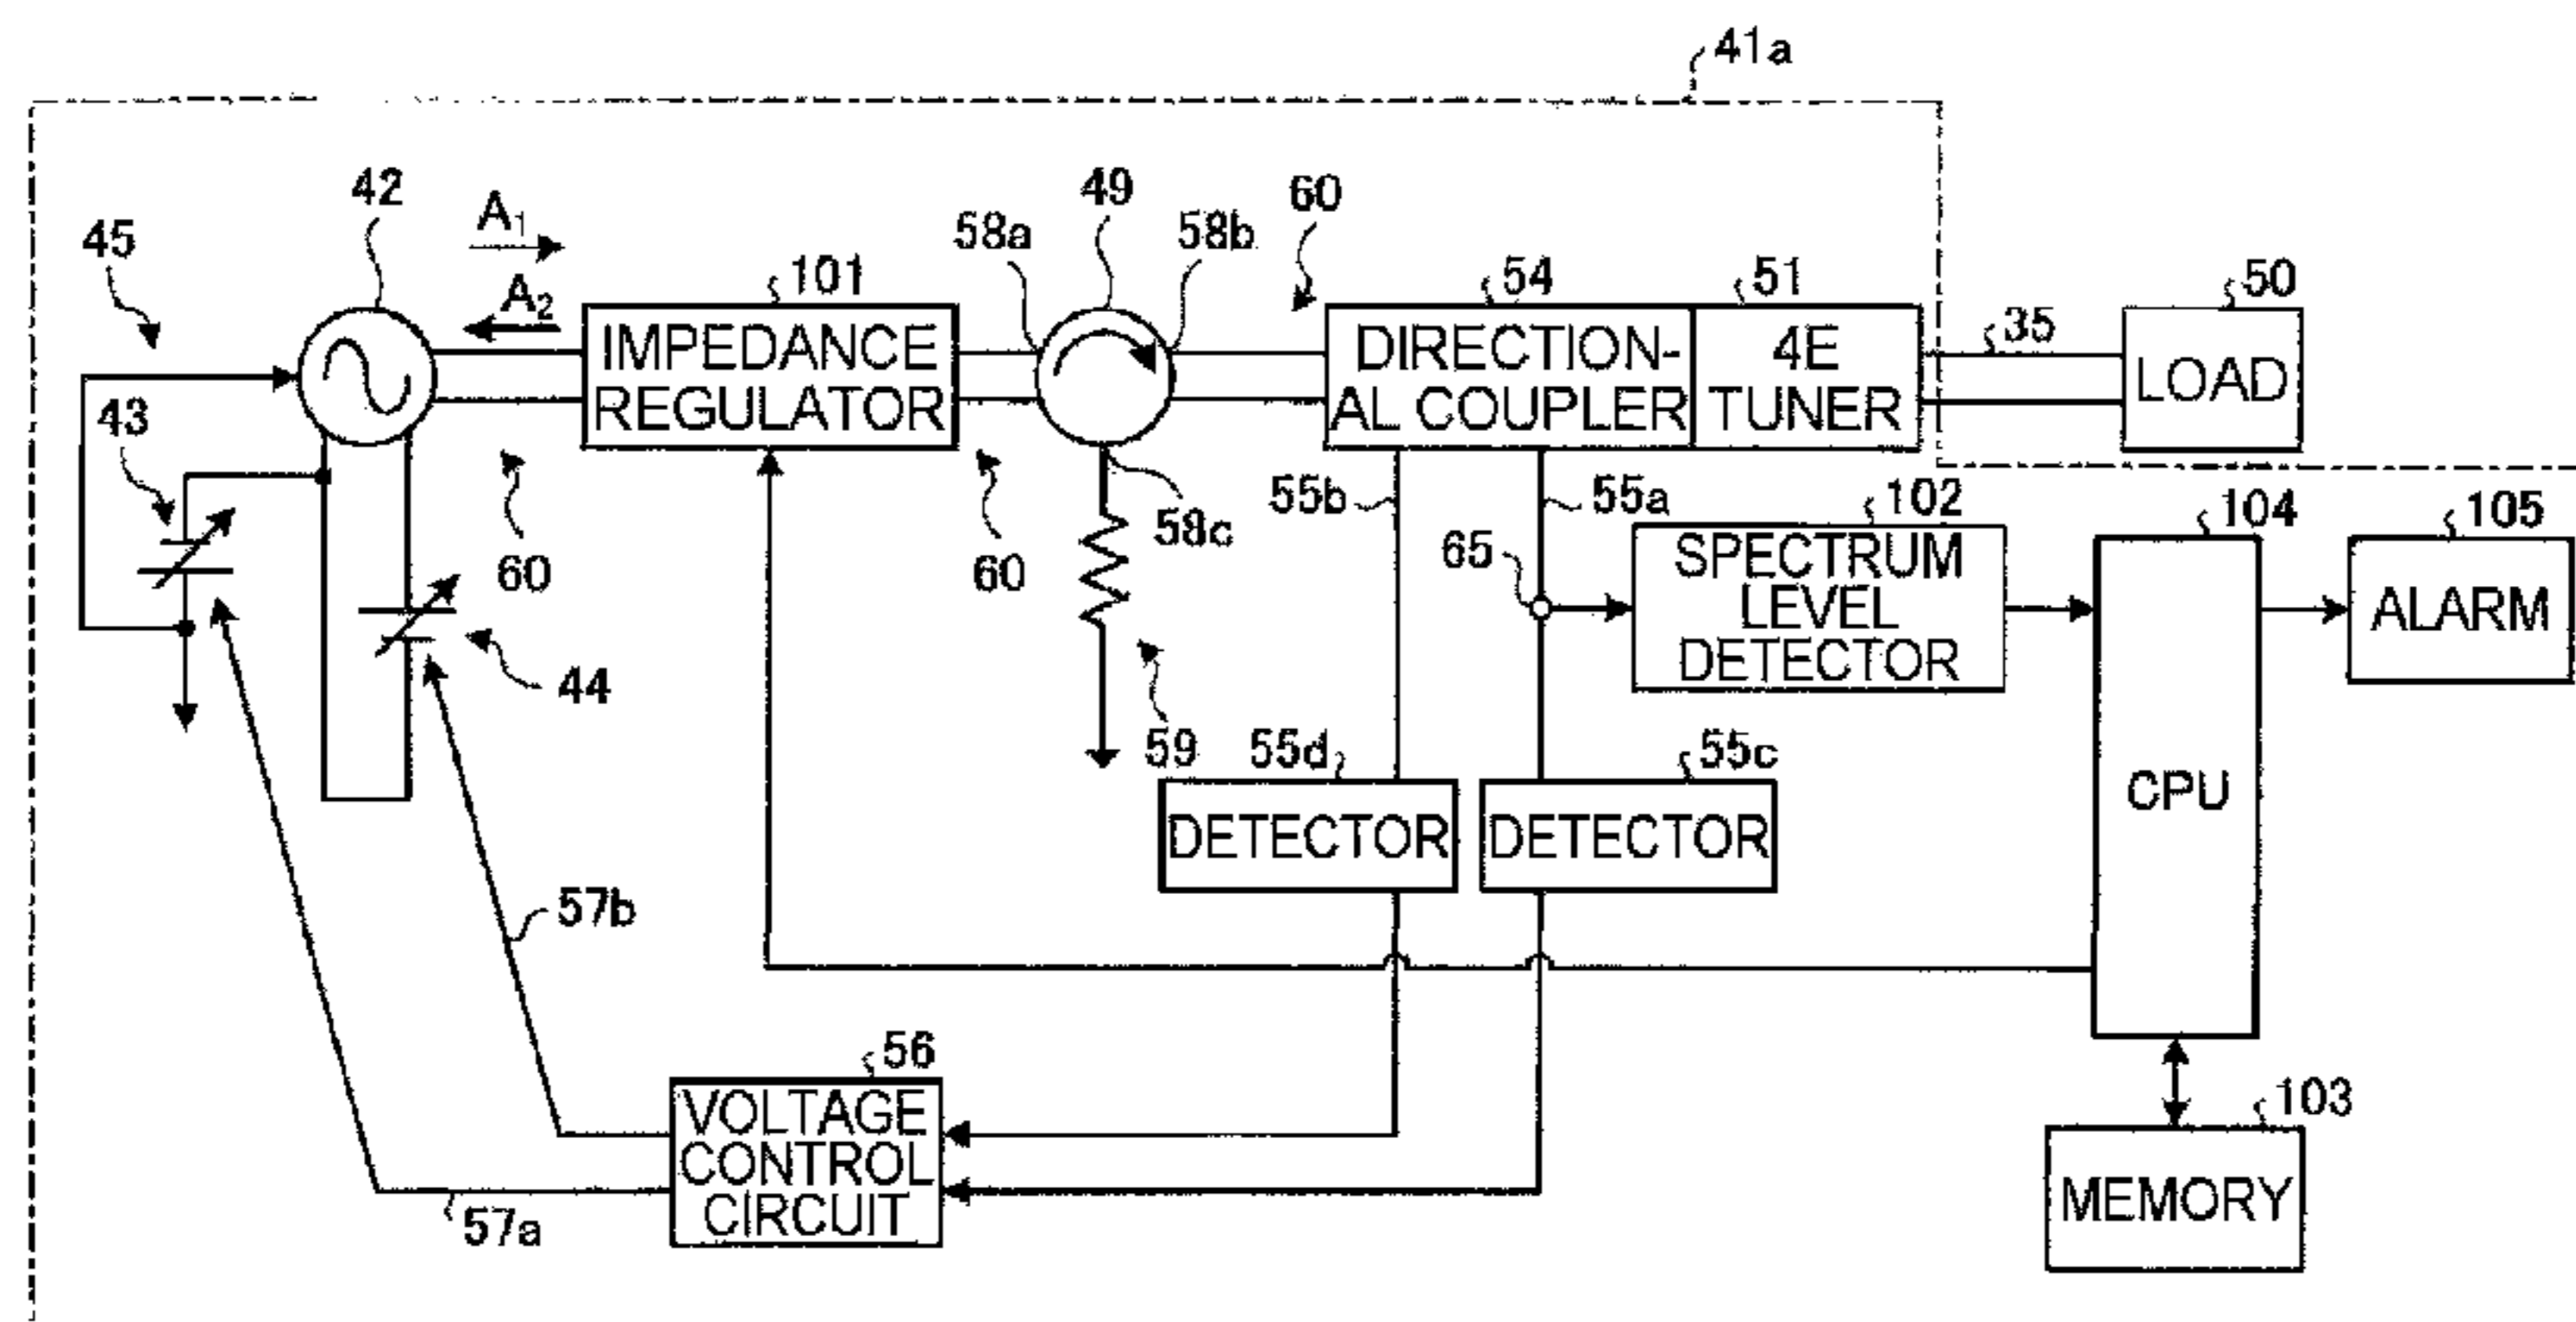 41a
42
49
60
45
A₁
58a
58b
101
54
51
50
A₂
35
IMPEDANCE
REGULATOR
DIRECTION-
AL COUPLER
4E
TUNER
LOAD
43
55b
55a
102
104
105
58c
65
60
60
SPECTRUM
LEVEL
DETECTOR
ALARM
44
59
55d
55c
CPU
DETECTOR
DETECTOR
57b
56
103
VOLTAGE
CONTROL
CIRCUIT
57a
MEMORY